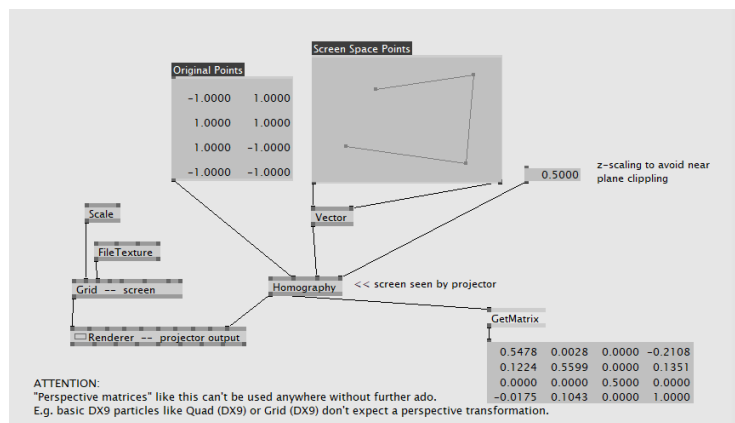 Screen Space Points
Original Points
-1.0000 1.0000
1.0000 1.0000
1.0000 -1.0000
-1.0000 -1.0000
0.5000
z-scaling to avoid near
plane clippling
Scale
Vector
FileTexture
Grid -- screen
Homography
<< screen seen by projector
GetMatrix
Renderer -- projector output
0.5478 0.0028 0.0000 -0.2108
0.1224 0.5599 0.0000 0.1351
0.0000 0.0000 0.5000 0.0000
-0.0175 0.1043 0.0000 1.0000
ATTENTION:
"Perspective matrices" like this can't be used anywhere without further ado.
E.g. basic DX9 particles like Quad (DX9) or Grid (DX9) don't expect a perspective transformation.